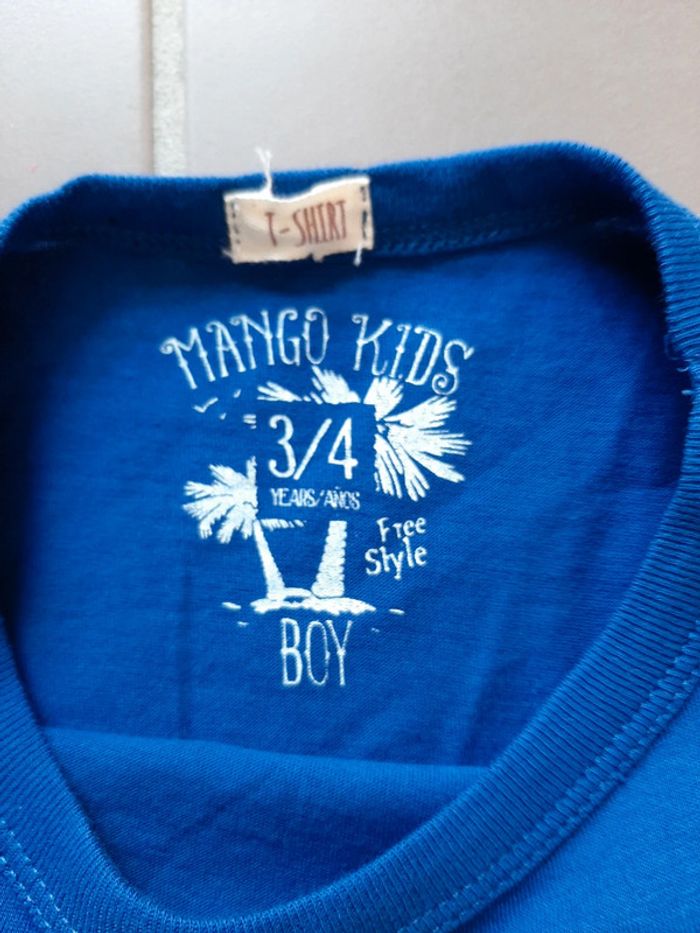 T-SHIRT
MANGO KIDS
3/4
YEARS/AÑOS
Free
Style
BOY